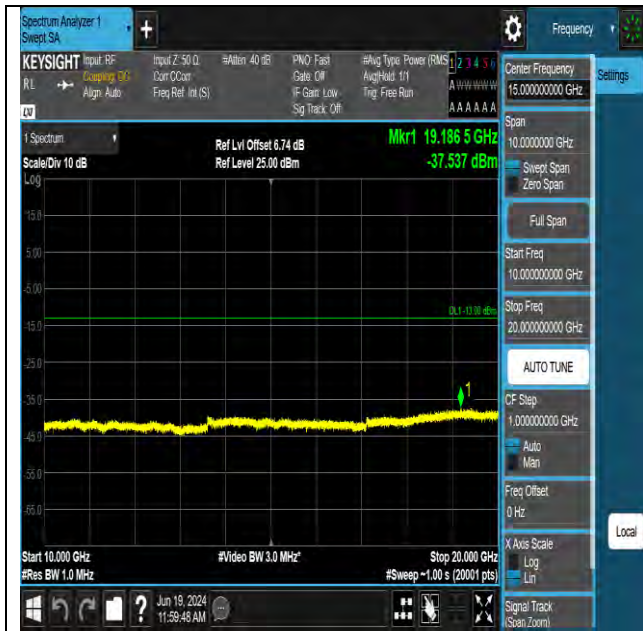 Spectrum Analyzer 1
Swept SA
+
Frequency
KEYSIGHT
RL
Input: RF
Coupling: DC
Align: Auto
Input Z: 50 Ω
Corr CCorr
Freq Ref: Int (S)
#Atten: 40 dB
PNO: Fast
Gate: Off
IF Gain: Low
Sig Track: Off
#Avg Type: Power (RMS)
Avg|Hold: 1/1
Trig: Free Run
1 2 3 4 5 6
A W W W W W
A A A A A A
1 Spectrum
Scale/Div 10 dB
Log
Ref Lvl Offset 6.74 dB
Ref Level 25.00 dBm
Mkr1 19.186 5 GHz
-37.537 dBm
15.0
5.00
-5.00
DL1 -13.00 dBm
-15.0
-25.0
-35.0
1
-45.0
-55.0
-65.0
Start 10.000 GHz
#Res BW 1.0 MHz
#Video BW 3.0 MHz*
Stop 20.000 GHz
#Sweep ~1.00 s (20001 pts)
Jun 19, 2024
11:59:48 AM
?
Center Frequency
15.000000000 GHz
Settings
Span
10.0000000 GHz
Swept Span
Zero Span
Full Span
Start Freq
10.000000000 GHz
Stop Freq
20.000000000 GHz
AUTO TUNE
CF Step
1.000000000 GHz
Auto
Man
Freq Offset
0 Hz
X Axis Scale
Log
Lin
Local
Signal Track
(Span Zoom)